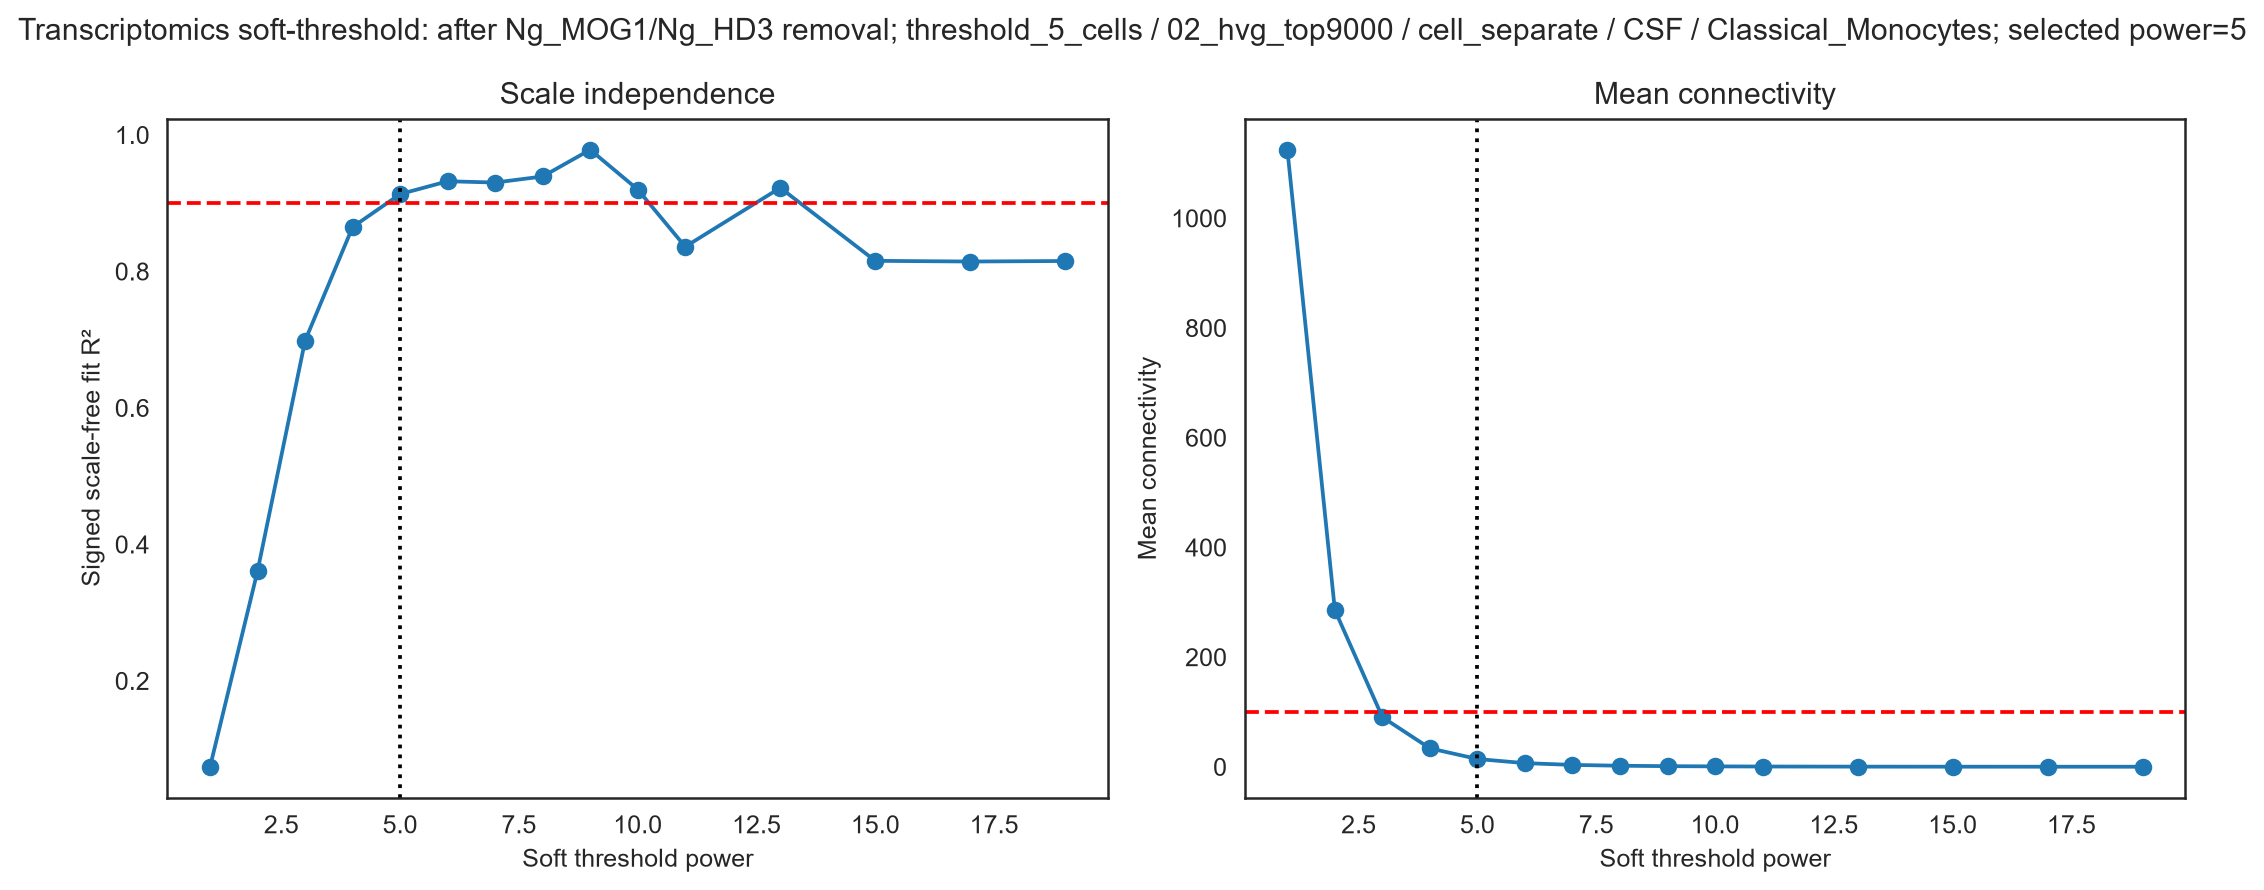 Transcriptomics soft-threshold: after Ng_MOG1/Ng_HD3 removal; threshold_5_cells / 02_hvg_top9000 / cell_separate / CSF / Classical_Monocytes; selected power=5
Scale independence
1.0
0.8
0.6
0.4
0.2
Signed scale-free fit R²
2.5 5.0 7.5 10.0 12.5 15.0 17.5
Soft threshold power
Mean connectivity
1000
800
600
400
200
0
Mean connectivity
2.5 5.0 7.5 10.0 12.5 15.0 17.5
Soft threshold power